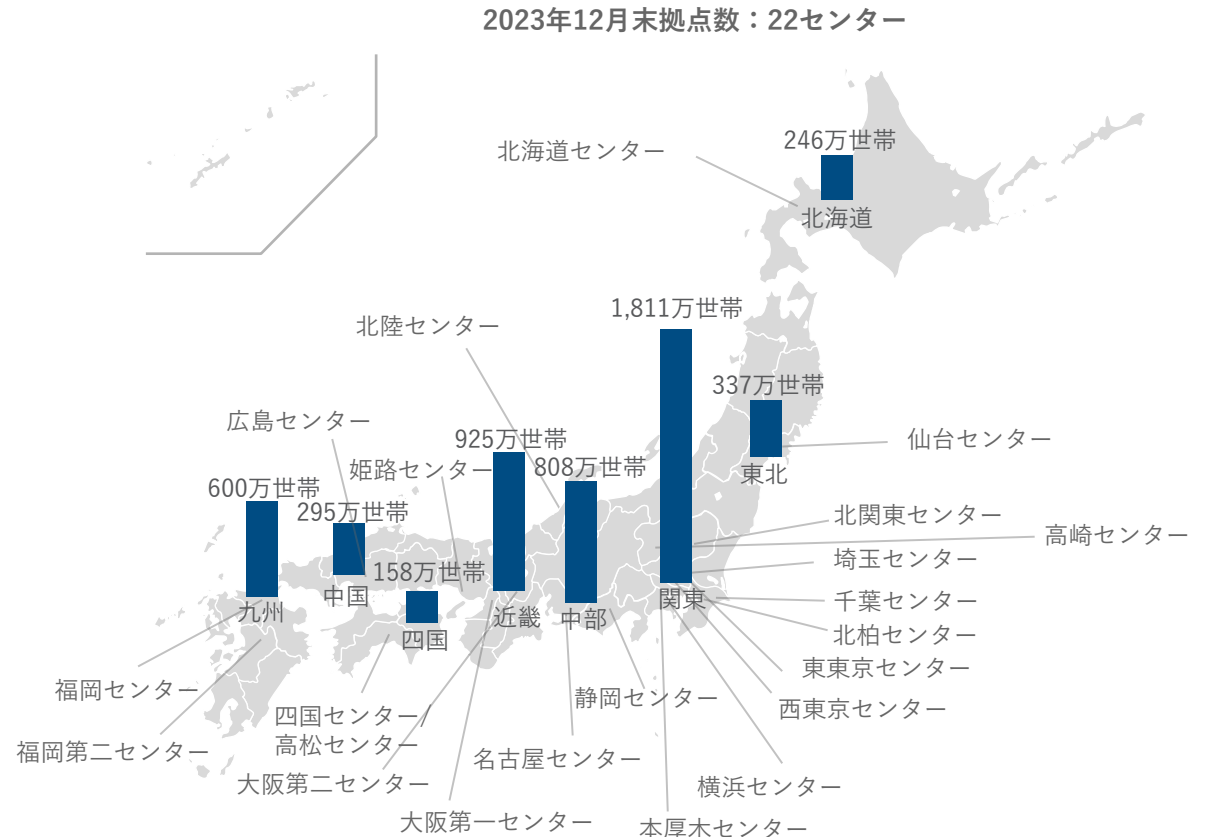 2023年12月末拠点数：22センター
246万世帯
北海道センター
北海道
1,811万世帯
北陸センター
337万世帯
広島センター
925万世帯
仙台センター
姫路センター
808万世帯
東北
600万世帯
295万世帯
北関東センター
高崎センター
埼玉センター
158万世帯
中国
関東
千葉センター
九州
近畿
中部
北柏センター
四国
東東京センター
福岡センター
静岡センター
西東京センター
四国センター/
高松センター
福岡第二センター
名古屋センター
大阪第二センター
横浜センター
大阪第一センター
本厚木センター